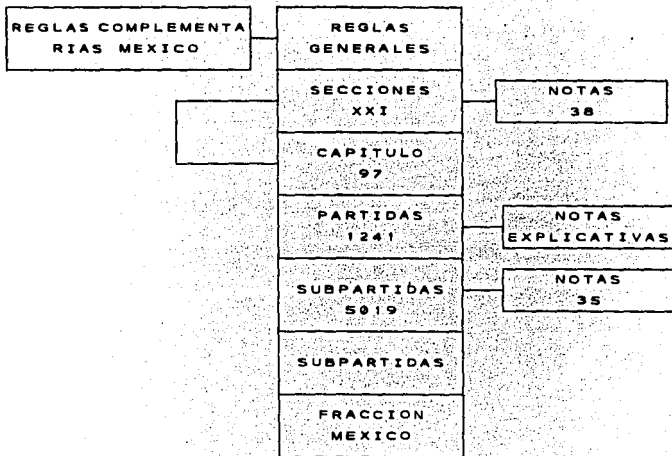 REGLAS COMPLEMENTA
RIAS MEXICO
REGLAS
GENERALES
SECCIONES
XXI
NOTAS
38
CAPITULO
97
PARTIDAS
1241
NOTAS
EXPLICATIVAS
SUBPARTIDAS
5019
NOTAS
35
SUBPARTIDAS
FRACCION
MEXICO